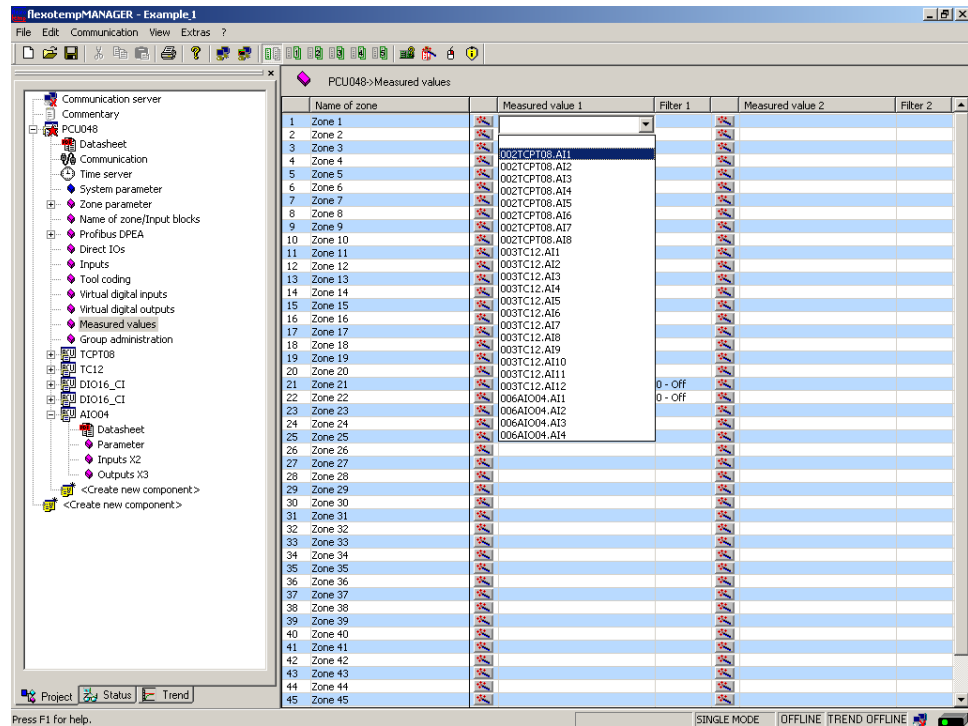 flexotempMANAGER - Example_1
File Edit Communication View Extras ?
PCU048->Measured values
Communication server
Commentary
PCU048
Datasheet
Communication
Time server
System parameter
Zone parameter
Name of zone/Input blocks
Profibus DPEA
Direct IOs
Inputs
Tool coding
Virtual digital inputs
Virtual digital outputs
Measured values
Group administration
TCPT08
TC12
DIO16_CI
DIO16_CI
AIO04
Datasheet
Parameter
Inputs X2
Outputs X3
<Create new component>
<Create new component>
Project Status Trend
Name of zone Measured value 1 Filter 1 Measured value 2 Filter 2
1 Zone 1
2 Zone 2
3 Zone 3
4 Zone 4
5 Zone 5
6 Zone 6
7 Zone 7
8 Zone 8
9 Zone 9
10 Zone 10
11 Zone 11
12 Zone 12
13 Zone 13
14 Zone 14
15 Zone 15
16 Zone 16
17 Zone 17
18 Zone 18
19 Zone 19
20 Zone 20
21 Zone 21 0 - Off
22 Zone 22 0 - Off
23 Zone 23
24 Zone 24
25 Zone 25
26 Zone 26
27 Zone 27
28 Zone 28
29 Zone 29
30 Zone 30
31 Zone 31
32 Zone 32
33 Zone 33
34 Zone 34
35 Zone 35
36 Zone 36
37 Zone 37
38 Zone 38
39 Zone 39
40 Zone 40
41 Zone 41
42 Zone 42
43 Zone 43
44 Zone 44
45 Zone 45
002TCPT08.AI1
002TCPT08.AI2
002TCPT08.AI3
002TCPT08.AI4
002TCPT08.AI5
002TCPT08.AI6
002TCPT08.AI7
002TCPT08.AI8
003TC12.AI1
003TC12.AI2
003TC12.AI3
003TC12.AI4
003TC12.AI5
003TC12.AI6
003TC12.AI7
003TC12.AI8
003TC12.AI9
003TC12.AI10
003TC12.AI11
003TC12.AI12
006AIO04.AI1
006AIO04.AI2
006AIO04.AI3
006AIO04.AI4
Press F1 for help.
SINGLE MODE OFFLINE TREND OFFLINE